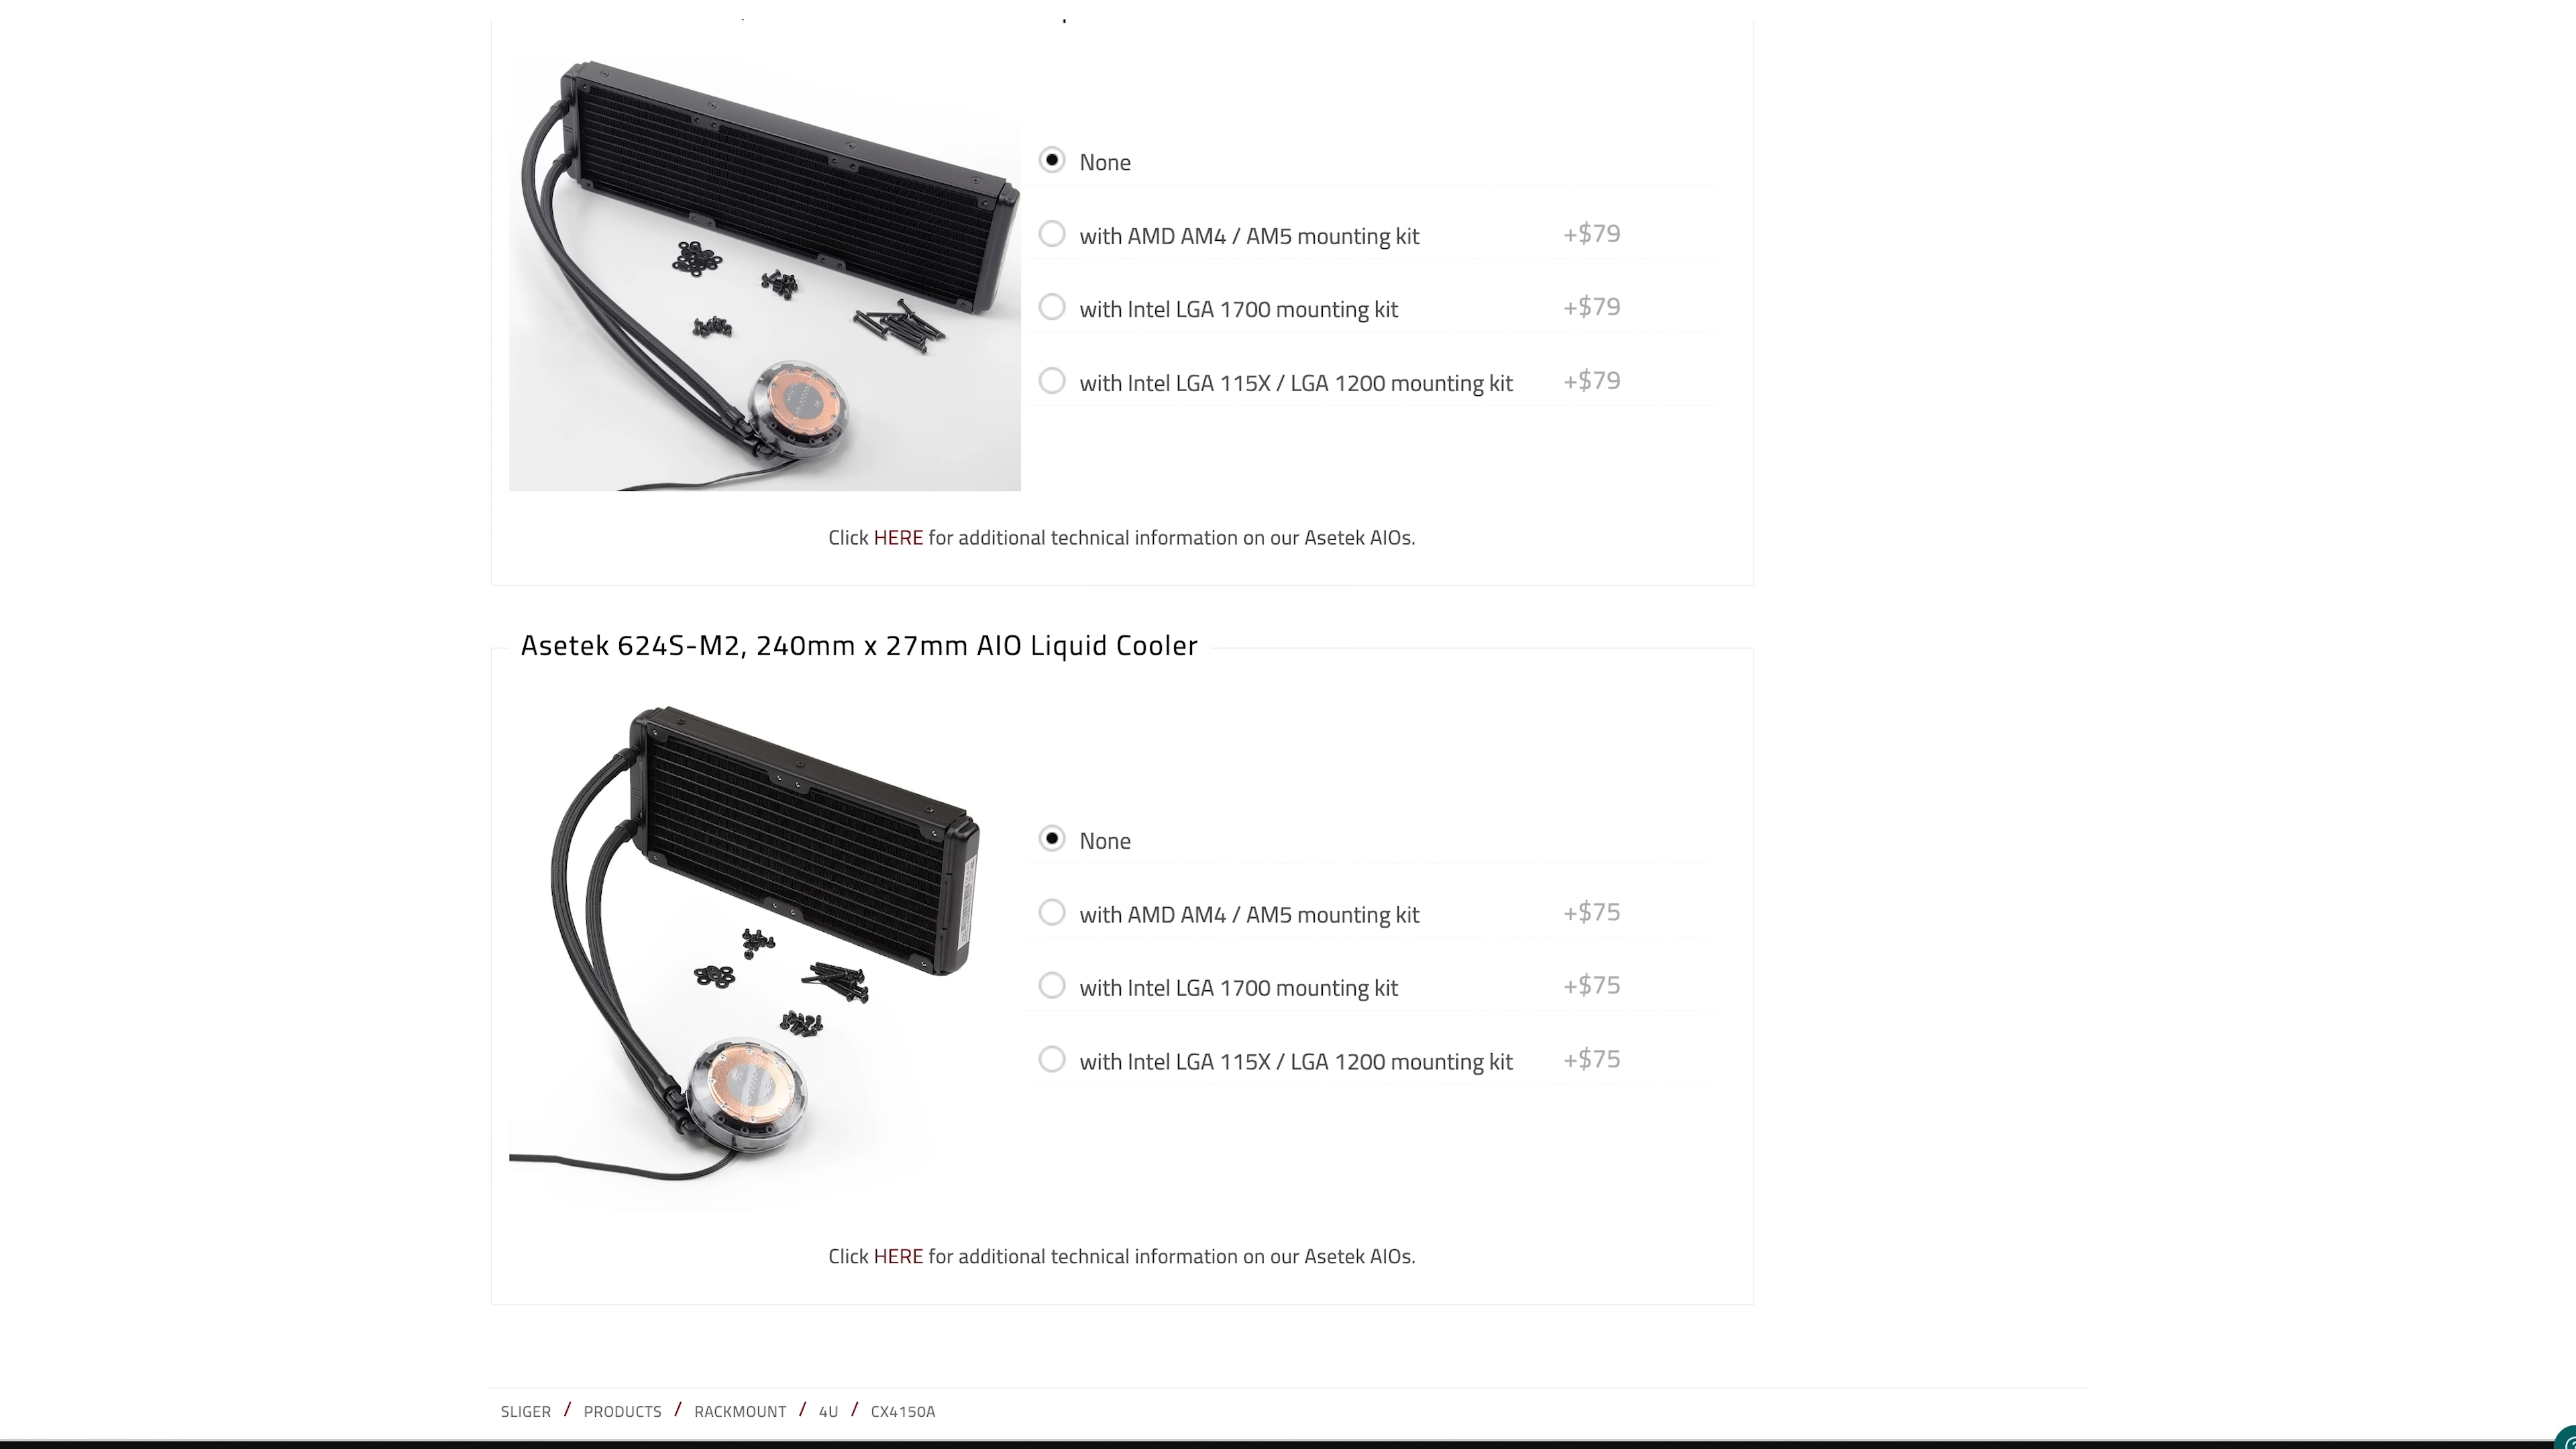 None
with AMD AM4 / AM5 mounting kit +$79
with Intel LGA 1700 mounting kit +$79
with Intel LGA 115X / LGA 1200 mounting kit +$79
Click HERE for additional technical information on our Asetek AIOs.
Asetek 624S-M2, 240mm x 27mm AIO Liquid Cooler
None
with AMD AM4 / AM5 mounting kit +$75
with Intel LGA 1700 mounting kit +$75
with Intel LGA 115X / LGA 1200 mounting kit +$75
Click HERE for additional technical information on our Asetek AIOs.
SLIGER / PRODUCTS / RACKMOUNT / 4U / CX4150A